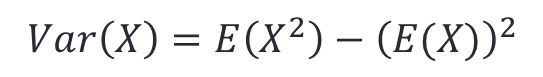 Var(X) = E(X²) − (E(X))²